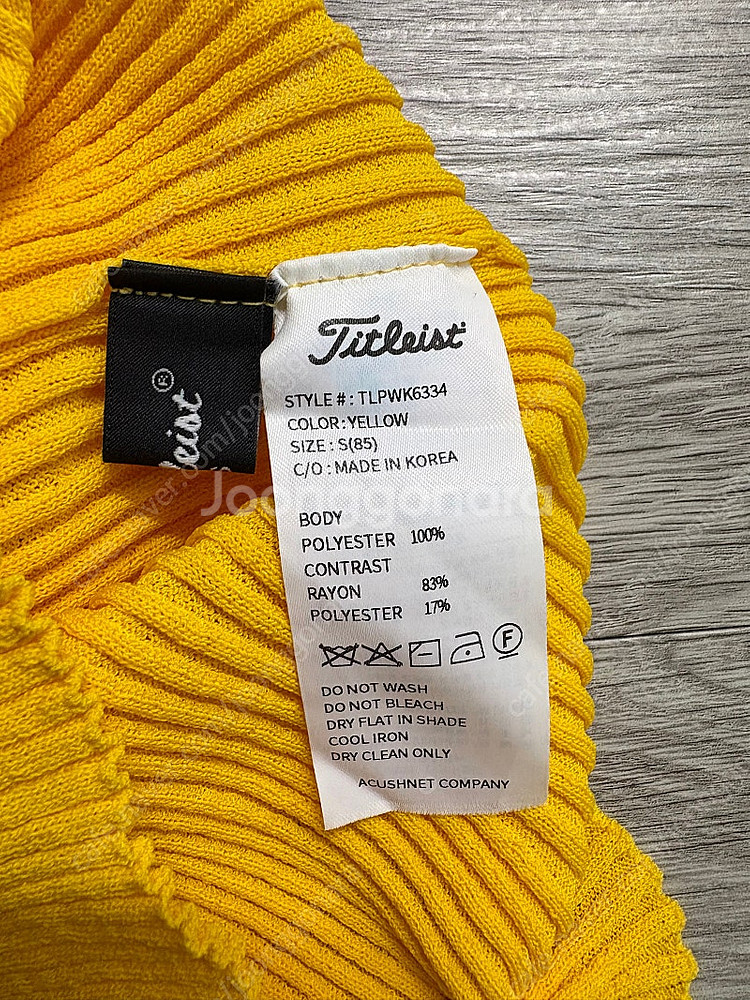 Titleist
STYLE # : TLPWK6334
COLOR : YELLOW
SIZE : S(85)
C/O : MADE IN KOREA
Joonggonara
BODY
POLYESTER 100%
CONTRAST
RAYON 83%
POLYESTER 17%
F
DO NOT WASH
DO NOT BLEACH
DRY FLAT IN SHADE
COOL IRON
DRY CLEAN ONLY
ACUSHNET COMPANY